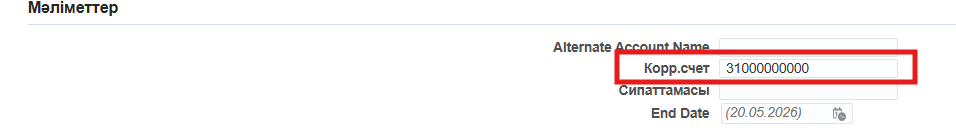 Мәліметтер
Alternate Account Name
Корр.счет 31000000000
Сипаттамасы
End Date (20.05.2026)